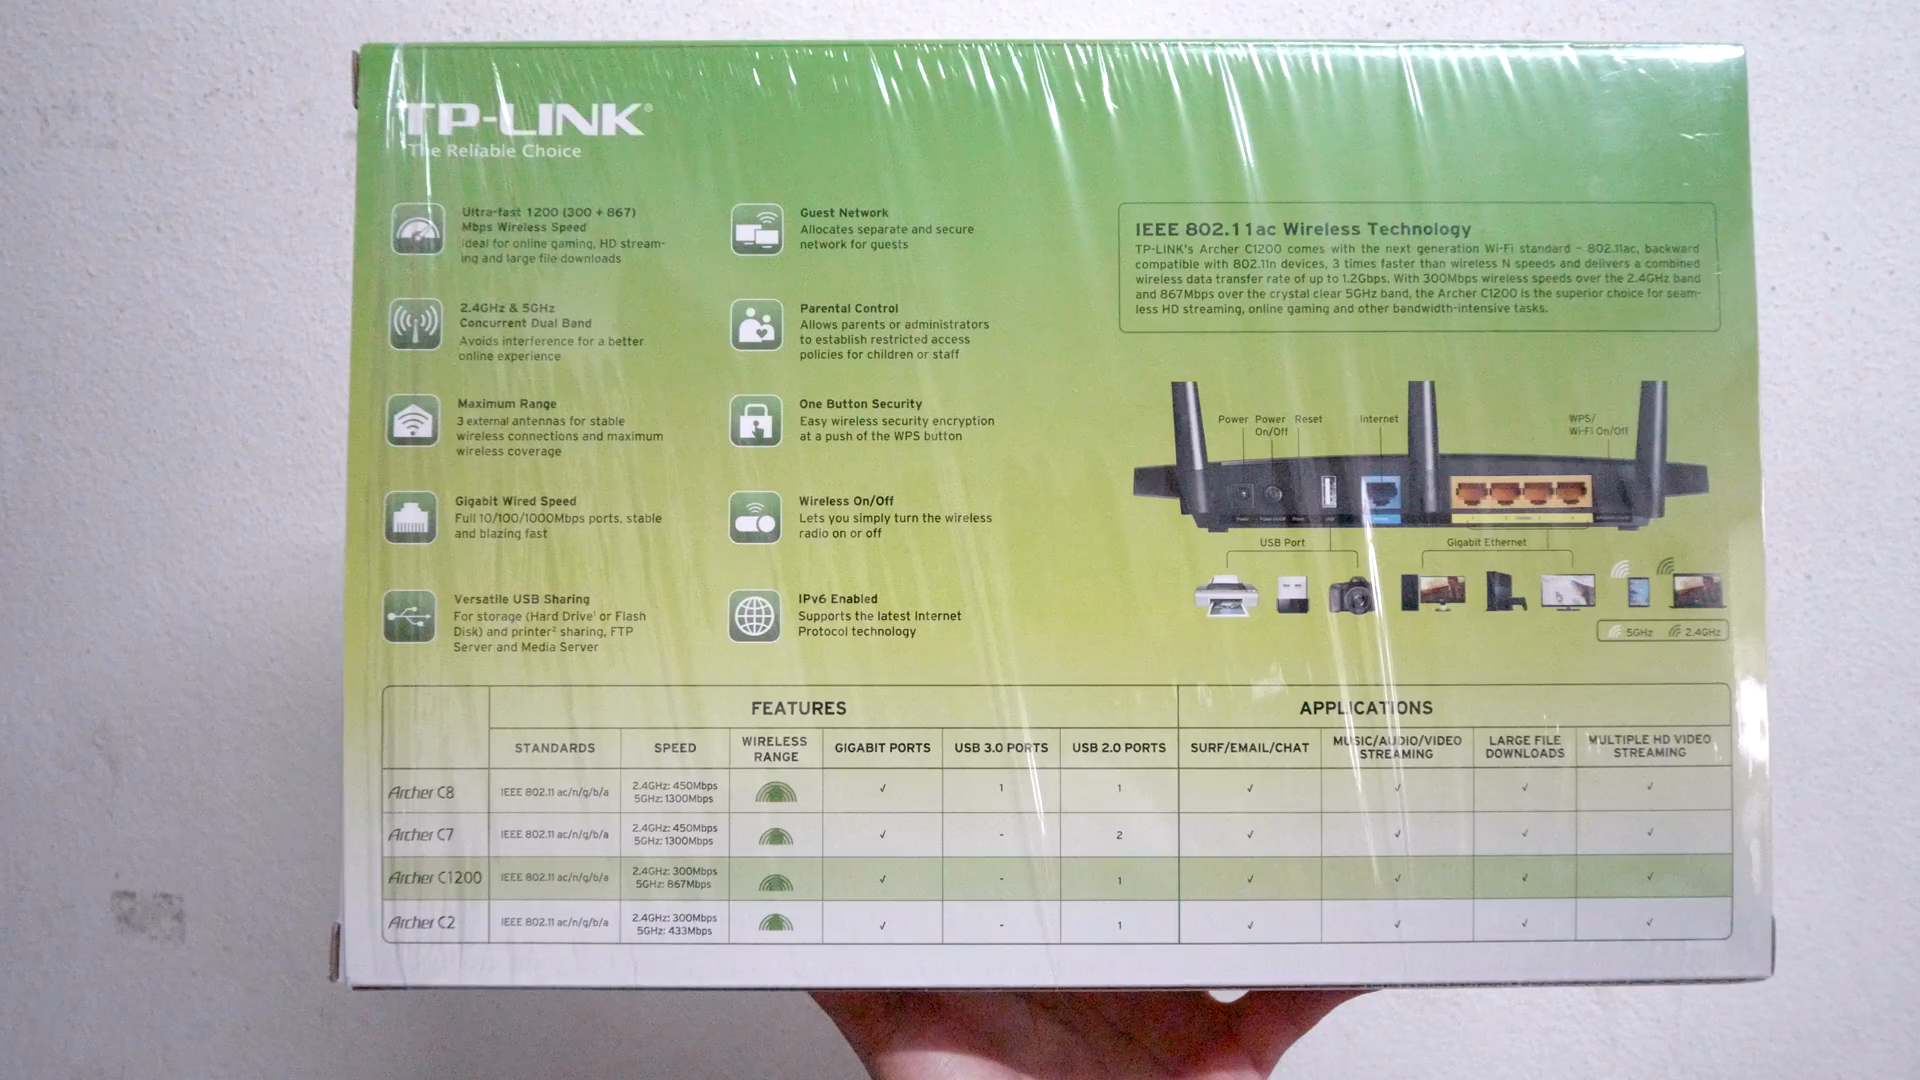 TP-LINK®
The Reliable Choice
Ultra-fast 1200 (300 + 867)
Mbps Wireless Speed
Ideal for online gaming, HD stream-
ing and large file downloads
2.4GHz & 5GHz
Concurrent Dual Band
Avoids interference for a better
online experience
Maximum Range
3 external antennas for stable
wireless connections and maximum
wireless coverage
Gigabit Wired Speed
Full 10/100/1000Mbps ports, stable
and blazing fast
Versatile USB Sharing
For storage (Hard Drive¹ or Flash
Disk) and printer² sharing, FTP
Server and Media Server
Guest Network
Allocates separate and secure
network for guests
Parental Control
Allows parents or administrators
to establish restricted access
policies for children or staff
One Button Security
Easy wireless security encryption
at a push of the WPS button
Wireless On/Off
Lets you simply turn the wireless
radio on or off
IPv6 Enabled
Supports the latest Internet
Protocol technology
IEEE 802.11ac Wireless Technology
TP-LINK's Archer C1200 comes with the next generation Wi-Fi standard - 802.11ac, backward
compatible with 802.11n devices, 3 times faster than wireless N speeds and delivers a combined
wireless data transfer rate of up to 1.2Gbps. With 300Mbps wireless speeds over the 2.4GHz band
and 867Mbps over the crystal clear 5GHz band, the Archer C1200 is the superior choice for seam-
less HD streaming, online gaming and other bandwidth-intensive tasks.
Power Power On/Off Reset Internet WPS/ Wi-Fi On/Off
USB Port Gigabit Ethernet
5GHz 2.4GHz
FEATURES APPLICATIONS
STANDARDS SPEED WIRELESS RANGE GIGABIT PORTS USB 3.0 PORTS USB 2.0 PORTS SURF/EMAIL/CHAT MUSIC/AUDIO/VIDEO STREAMING LARGE FILE DOWNLOADS MULTIPLE HD VIDEO STREAMING
Archer C8 IEEE 802.11 ac/n/g/b/a 2.4GHz: 450Mbps 5GHz: 1300Mbps ✓ 1 1 ✓ ✓ ✓ ✓
Archer C7 IEEE 802.11 ac/n/g/b/a 2.4GHz: 450Mbps 5GHz: 1300Mbps ✓ - 2 ✓ ✓ ✓ ✓
Archer C1200 IEEE 802.11 ac/n/g/b/a 2.4GHz: 300Mbps 5GHz: 867Mbps ✓ - 1 ✓ ✓ ✓ ✓
Archer C2 IEEE 802.11 ac/n/g/b/a 2.4GHz: 300Mbps 5GHz: 433Mbps ✓ - 1 ✓ ✓ ✓ ✓